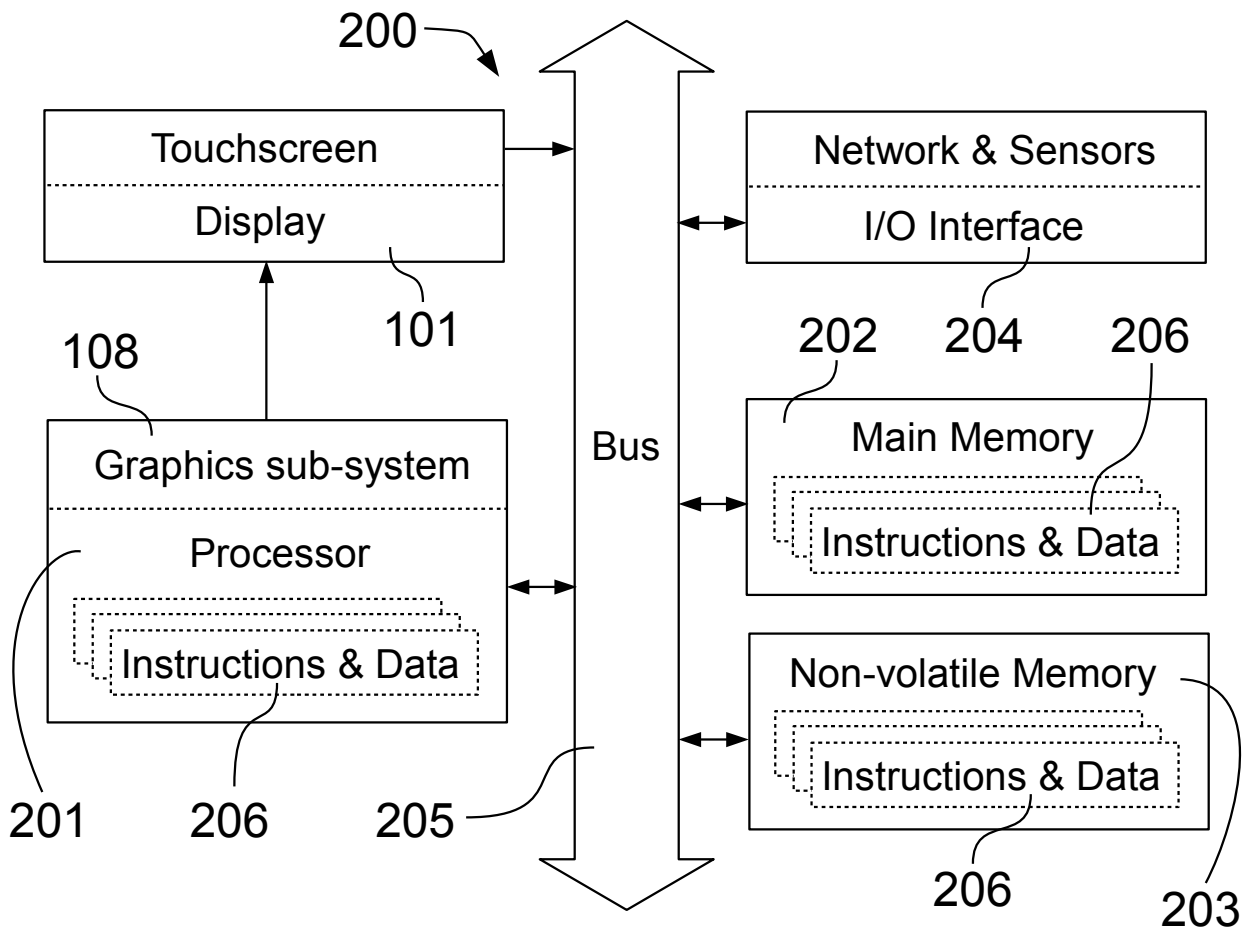 200
Touchscreen
Display
101
108
Graphics sub-system
Processor
Instructions & Data
201
206
205
Bus
Network & Sensors
I/O Interface
204
202
206
Main Memory
Instructions & Data
Non-volatile Memory
Instructions & Data
206
203